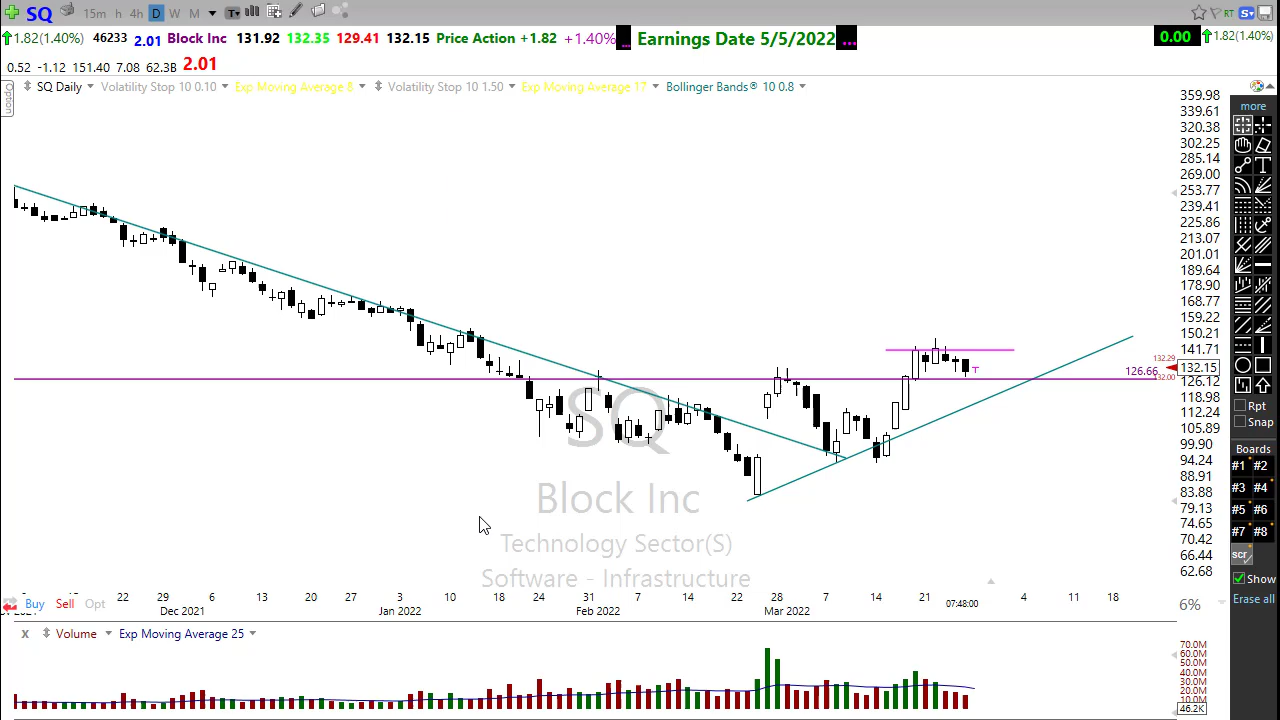 SQ 15m h 4h D W M T RT S
1.82(1.40%) 46233 2.01 Block Inc 131.92 132.35 129.41 132.15 Price Action +1.82 +1.40% ... Earnings Date 5/5/2022 ... 0.00 1.82(1.40%)
0.52 -1.12 151.40 7.08 62.3B 2.01
Option
SQ Daily Volatility Stop 10 0.10 Exp Moving Average 8 Volatility Stop 10 1.50 Exp Moving Average 17 Bollinger Bands® 10 0.8
359.98
339.61
320.38
302.25
285.14
269.00
253.77
239.41
225.86
213.07
201.01
189.64
178.90
168.77
159.22
150.21
141.71
132.29
126.66
132.15
132.00
126.12
118.98
112.24
105.89
99.90
94.24
88.91
83.88
79.13
74.65
70.42
66.44
62.68
more
T
Rpt
Snap
Boards
#1 #2
#3 #4
#5 #6
#7 #8
scr
Show
Erase all
SQ
Block Inc
Technology Sector(S)
Software - Infrastructure
22 29 6 13 20 27 3 10 18 24 31 7 14 22 28 7 14 21 4 11 18
Dec 2021 Jan 2022 Feb 2022 Mar 2022 07:48:00
Buy Sell Opt 6%
x Volume Exp Moving Average 25
70.0M
60.0M
50.0M
40.0M
30.0M
20.0M
10.0M
46.2K